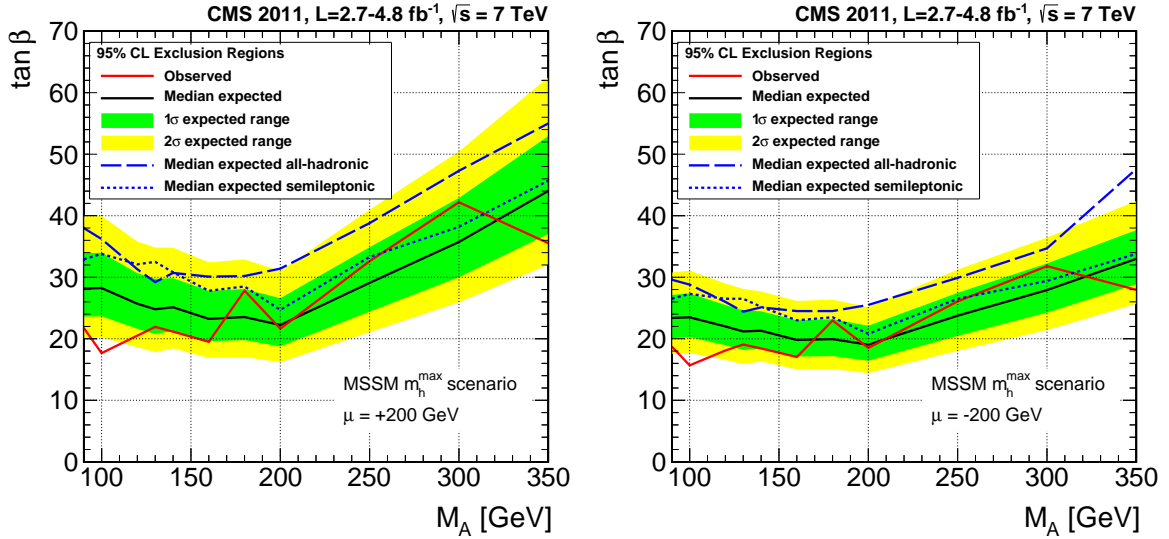 CMS 2011, L=2.7-4.8 fb⁻¹, √s = 7 TeV
tanβ
70
60
50
40
30
20
10
0
95% CL Exclusion Regions
Observed
Median expected
1σ expected range
2σ expected range
Median expected all-hadronic
Median expected semileptonic
MSSM m_h^max scenario
μ = +200 GeV
100 150 200 250 300 350
M_A [GeV]
CMS 2011, L=2.7-4.8 fb⁻¹, √s = 7 TeV
tanβ
70
60
50
40
30
20
10
0
95% CL Exclusion Regions
Observed
Median expected
1σ expected range
2σ expected range
Median expected all-hadronic
Median expected semileptonic
MSSM m_h^max scenario
μ = -200 GeV
100 150 200 250 300 350
M_A [GeV]